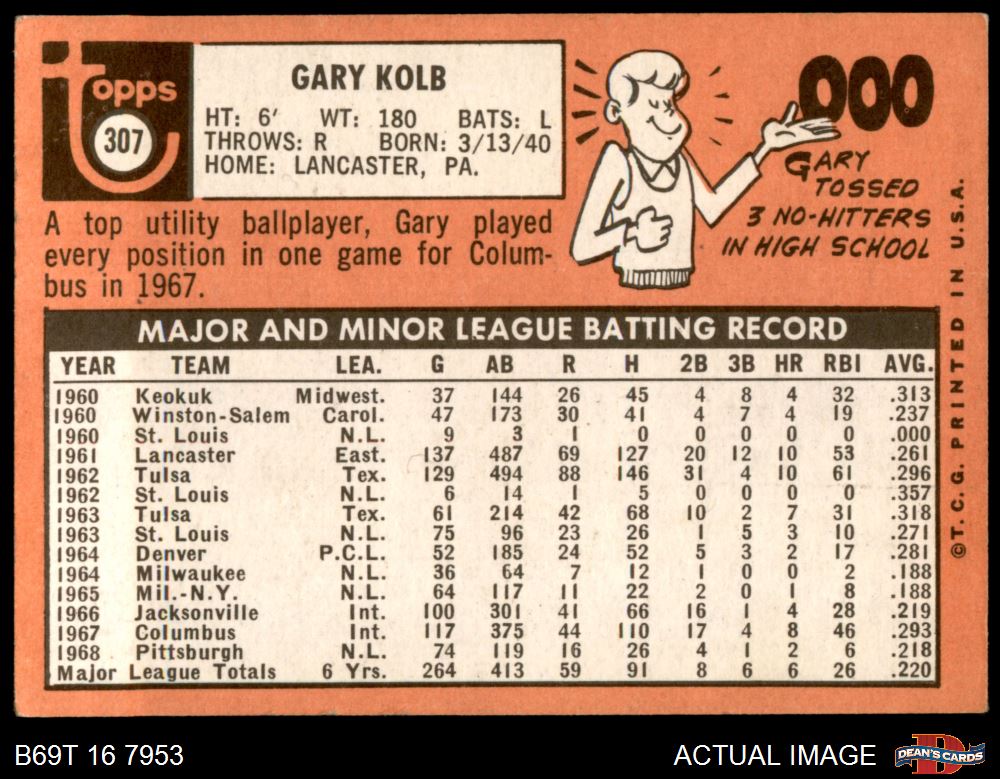 topps
307
GARY KOLB
HT: 6' WT: 180 BATS: L
THROWS: R BORN: 3/13/40
HOME: LANCASTER, PA.
000
GARY
TOSSED
3 NO-HITTERS
IN HIGH SCHOOL
A top utility ballplayer, Gary played
every position in one game for Colum-
bus in 1967.
MAJOR AND MINOR LEAGUE BATTING RECORD
YEAR TEAM LEA. G AB R H 2B 3B HR RBI AVG.
1960 Keokuk Midwest. 37 144 26 45 4 8 4 32 .313
1960 Winston-Salem Carol. 47 173 30 41 4 7 4 19 .237
1960 St. Louis N.L. 9 3 1 0 0 0 0 0 .000
1961 Lancaster East. 137 487 69 127 20 12 10 53 .261
1962 Tulsa Tex. 129 494 88 146 31 4 10 61 .296
1962 St. Louis N.L. 6 14 1 5 0 0 0 0 .357
1963 Tulsa Tex. 61 214 42 68 10 2 7 31 .318
1963 St. Louis N.L. 75 96 23 26 1 5 3 10 .271
1964 Denver P.C.L. 52 185 24 52 5 3 2 17 .281
1964 Milwaukee N.L. 36 64 7 12 1 0 0 2 .188
1965 Mil.-N.Y. N.L. 64 117 11 22 2 0 1 8 .188
1966 Jacksonville Int. 100 301 41 66 16 1 4 28 .219
1967 Columbus Int. 117 375 44 110 17 4 8 46 .293
1968 Pittsburgh N.L. 74 119 16 26 4 1 2 6 .218
Major League Totals 6 Yrs. 264 413 59 91 8 6 6 26 .220
©T.C.G. PRINTED IN U.S.A.
B69T 16 7953
ACTUAL IMAGE
D
DEAN'S CARDS